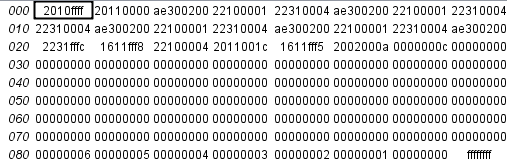 000 2010ffff 20110000 ae300200 22100001 22310004 ae300200 22100001 22310004
010 22310004 ae300200 22100001 22310004 ae300200 22100001 22310004 ae300200
020 2231fffc 1611fff8 22100004 2011001c 1611fff5 2002000a 0000000c 00000000
030 00000000 00000000 00000000 00000000 00000000 00000000 00000000 00000000
040 00000000 00000000 00000000 00000000 00000000 00000000 00000000 00000000
050 00000000 00000000 00000000 00000000 00000000 00000000 00000000 00000000
060 00000000 00000000 00000000 00000000 00000000 00000000 00000000 00000000
070 00000000 00000000 00000000 00000000 00000000 00000000 00000000 00000000
080 00000006 00000005 00000004 00000003 00000002 00000001 00000000 ffffffff